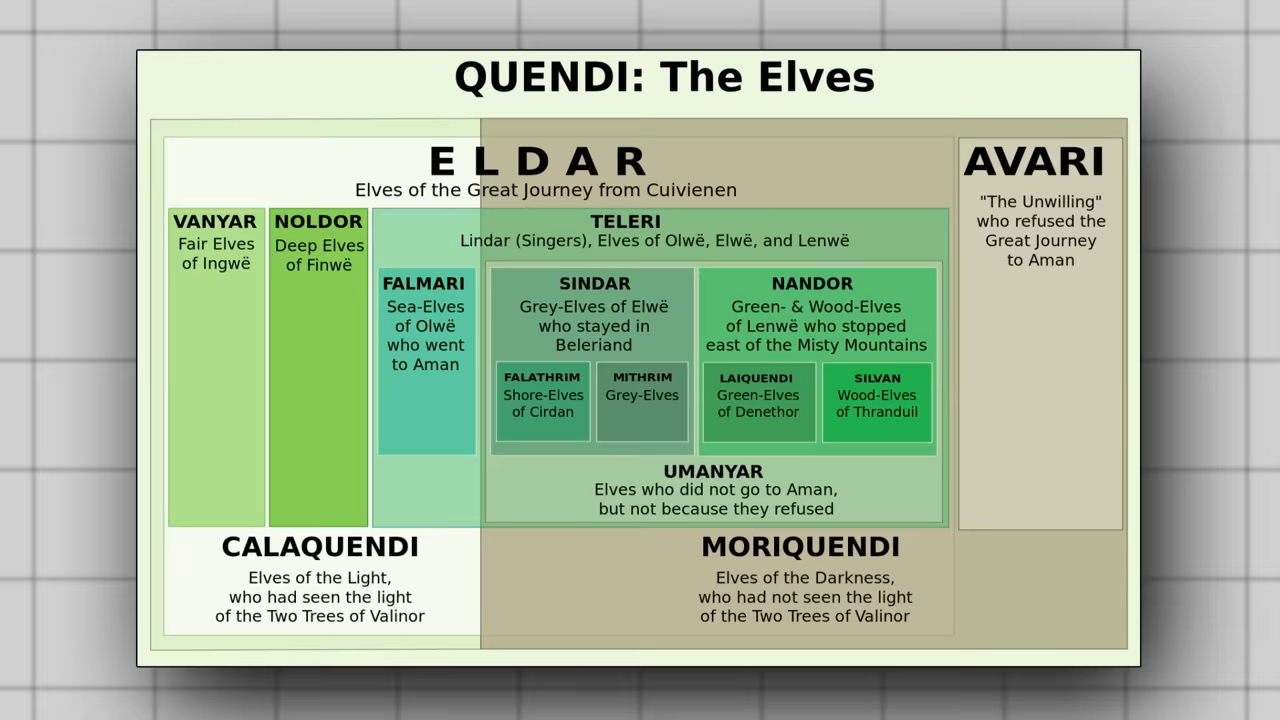 QUENDI: The Elves
E L D A R
Elves of the Great Journey from Cuivienen
AVARI
"The Unwilling"
who refused the
Great Journey
to Aman
VANYAR
Fair Elves
of Ingwë
NOLDOR
Deep Elves
of Finwë
TELERI
Lindar (Singers), Elves of Olwë, Elwë, and Lenwë
FALMARI
Sea-Elves
of Olwë
who went
to Aman
SINDAR
Grey-Elves of Elwë
who stayed in
Beleriand
FALATHRIM
Shore-Elves
of Cirdan
MITHRIM
Grey-Elves
NANDOR
Green- & Wood-Elves
of Lenwë who stopped
east of the Misty Mountains
LAIQUENDI
Green-Elves
of Denethor
SILVAN
Wood-Elves
of Thranduil
UMANYAR
Elves who did not go to Aman,
but not because they refused
CALAQUENDI
Elves of the Light,
who had seen the light
of the Two Trees of Valinor
MORIQUENDI
Elves of the Darkness,
who had not seen the light
of the Two Trees of Valinor